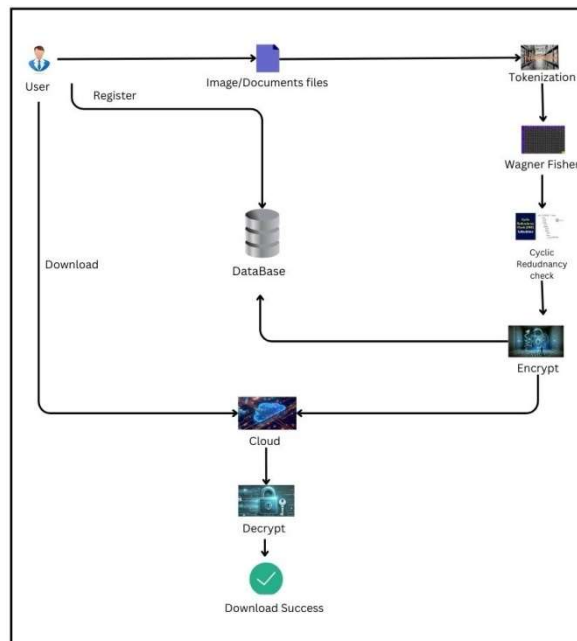 User
Image/Documents files
Tokenization
Register
Wagner Fisher
Cyclic
Redudnancy
check
DataBase
Download
Encrypt
Cloud
Decrypt
Download Success